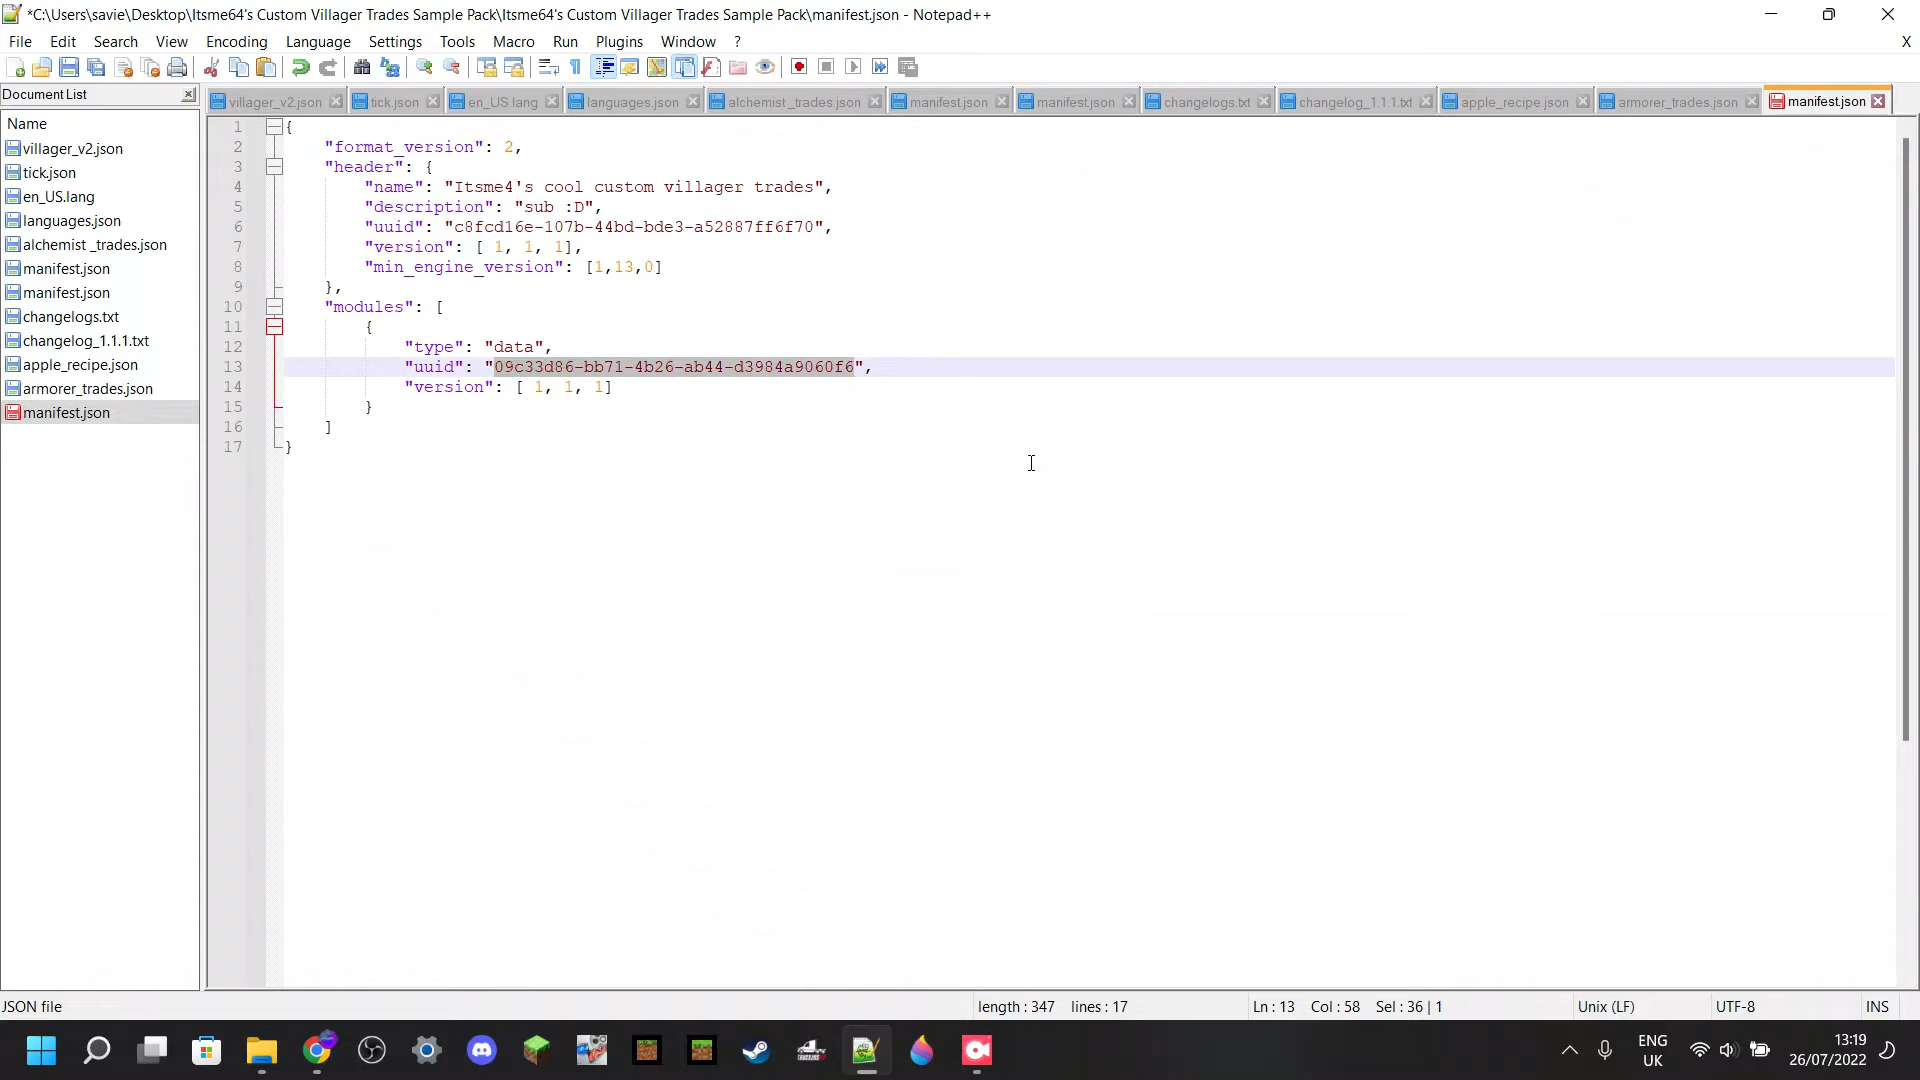 *C:\Users\savie\Desktop\Itsme64's Custom Villager Trades Sample Pack\Itsme64's Custom Villager Trades Sample Pack\manifest.json - Notepad++
File Edit Search View Encoding Language Settings Tools Macro Run Plugins Window ? X
Document List
villager_v2.json tick.json en_US.lang languages.json alchemist _trades.json manifest.json manifest.json changelogs.txt changelog_1.1.1.txt apple_recipe.json armorer_trades.json manifest.json
Name
villager_v2.json
tick.json
en_US.lang
languages.json
alchemist _trades.json
manifest.json
manifest.json
changelogs.txt
changelog_1.1.1.txt
apple_recipe.json
armorer_trades.json
manifest.json
1 {
2 "format_version": 2,
3 "header": {
4 "name": "Itsme4's cool custom villager trades",
5 "description": "sub :D",
6 "uuid": "c8fcd16e-107b-44bd-bde3-a52887ff6f70",
7 "version": [ 1, 1, 1],
8 "min_engine_version": [1,13,0]
9 },
10 "modules": [
11 {
12 "type": "data",
13 "uuid": "09c33d86-bb71-4b26-ab44-d3984a9060f6",
14 "version": [ 1, 1, 1]
15 }
16 ]
17 }
JSON file length : 347 lines : 17 Ln : 13 Col : 58 Sel : 36 | 1 Unix (LF) UTF-8 INS
ENG
UK
13:19
26/07/2022